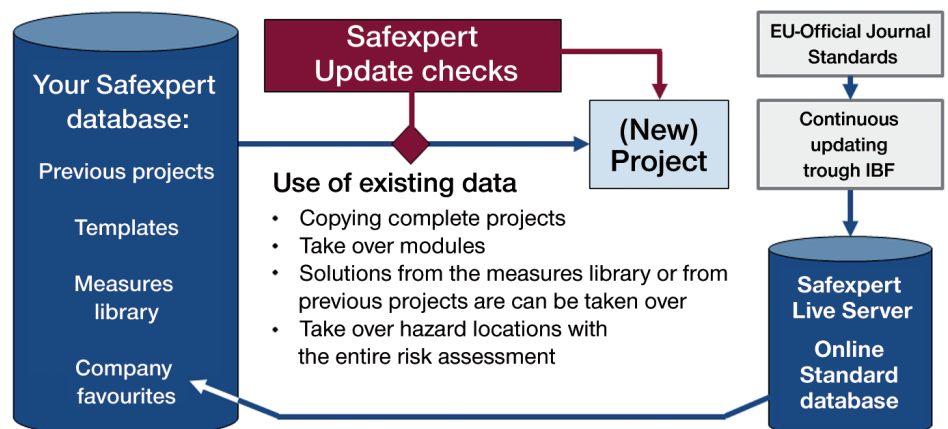 Your Safexpert
database:
Previous projects
Templates
Measures
library
Company
favourites
Safexpert
Update checks
(New)
Project
Use of existing data
• Copying complete projects
• Take over modules
• Solutions from the measures library or from
previous projects are can be taken over
• Take over hazard locations with
the entire risk assessment
EU-Official Journal
Standards
Continuous
updating
trough IBF
Safexpert
Live Server
Online
Standard
database